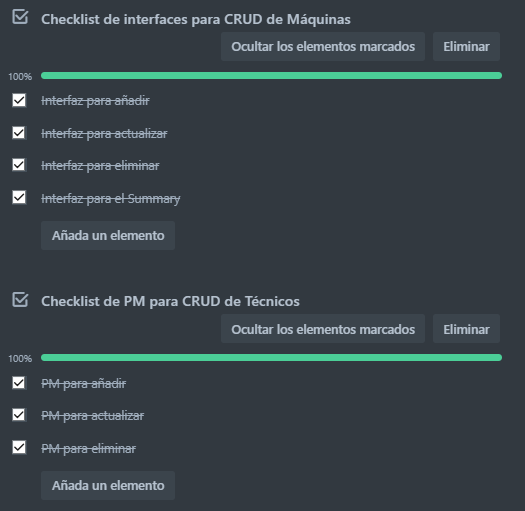 Checklist de interfaces para CRUD de Máquinas
Ocultar los elementos marcados Eliminar
100%
Interfaz para añadir
Interfaz para actualizar
Interfaz para eliminar
Interfaz para el Summary
Añada un elemento
Checklist de PM para CRUD de Técnicos
Ocultar los elementos marcados Eliminar
100%
PM para añadir
PM para actualizar
PM para eliminar
Añada un elemento